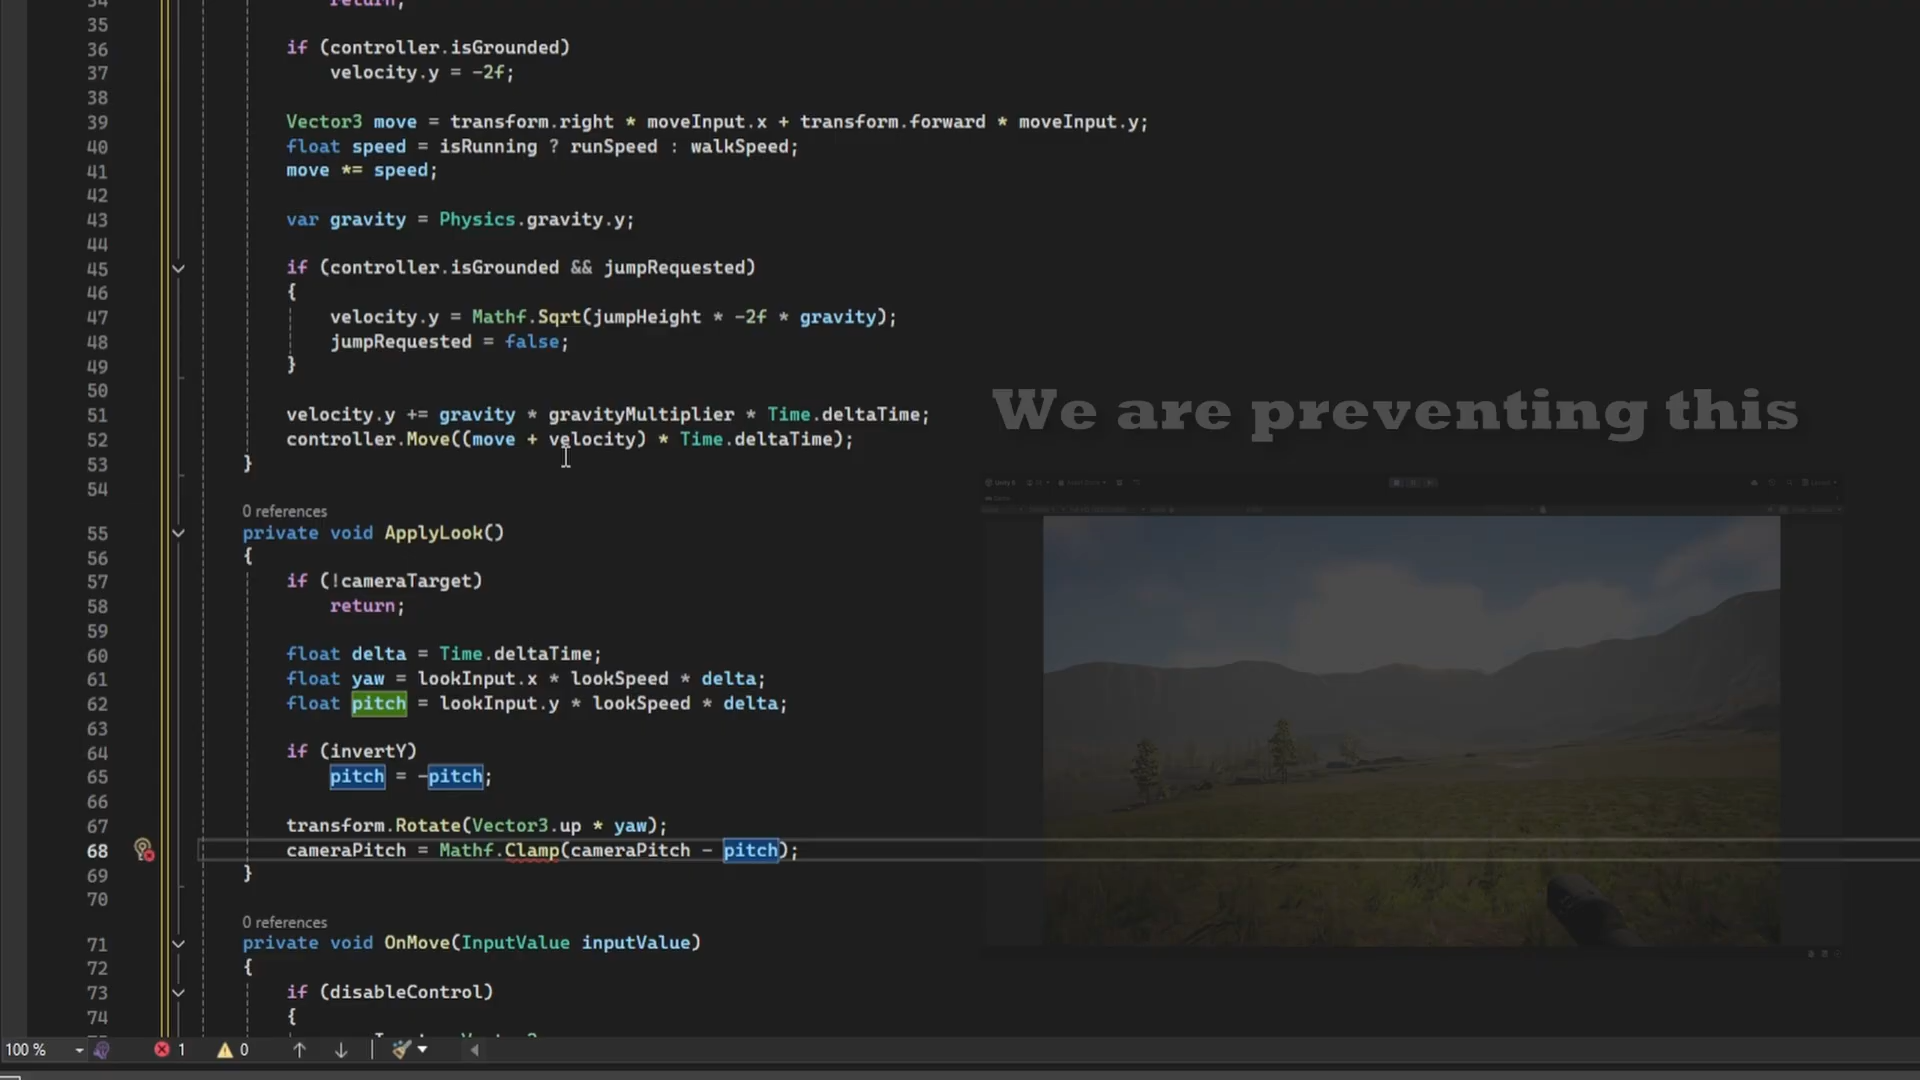 34 return;
35
36 if (controller.isGrounded)
37 velocity.y = -2f;
38
39 Vector3 move = transform.right * moveInput.x + transform.forward * moveInput.y;
40 float speed = isRunning ? runSpeed : walkSpeed;
41 move *= speed;
42
43 var gravity = Physics.gravity.y;
44
45 if (controller.isGrounded && jumpRequested)
46 {
47 velocity.y = Mathf.Sqrt(jumpHeight * -2f * gravity);
48 jumpRequested = false;
49 }
50
51 velocity.y += gravity * gravityMultiplier * Time.deltaTime;
We are preventing this
52 controller.Move((move + velocity) * Time.deltaTime);
53 }
54
0 references
55 private void ApplyLook()
56 {
57 if (!cameraTarget)
58 return;
59
60 float delta = Time.deltaTime;
61 float yaw = lookInput.x * lookSpeed * delta;
62 float pitch = lookInput.y * lookSpeed * delta;
63
64 if (invertY)
65 pitch = -pitch;
66
67 transform.Rotate(Vector3.up * yaw);
68 cameraPitch = Mathf.Clamp(cameraPitch - pitch);
69 }
70
0 references
71 private void OnMove(InputValue inputValue)
72 {
73 if (disableControl)
74 {
100 % 1 0